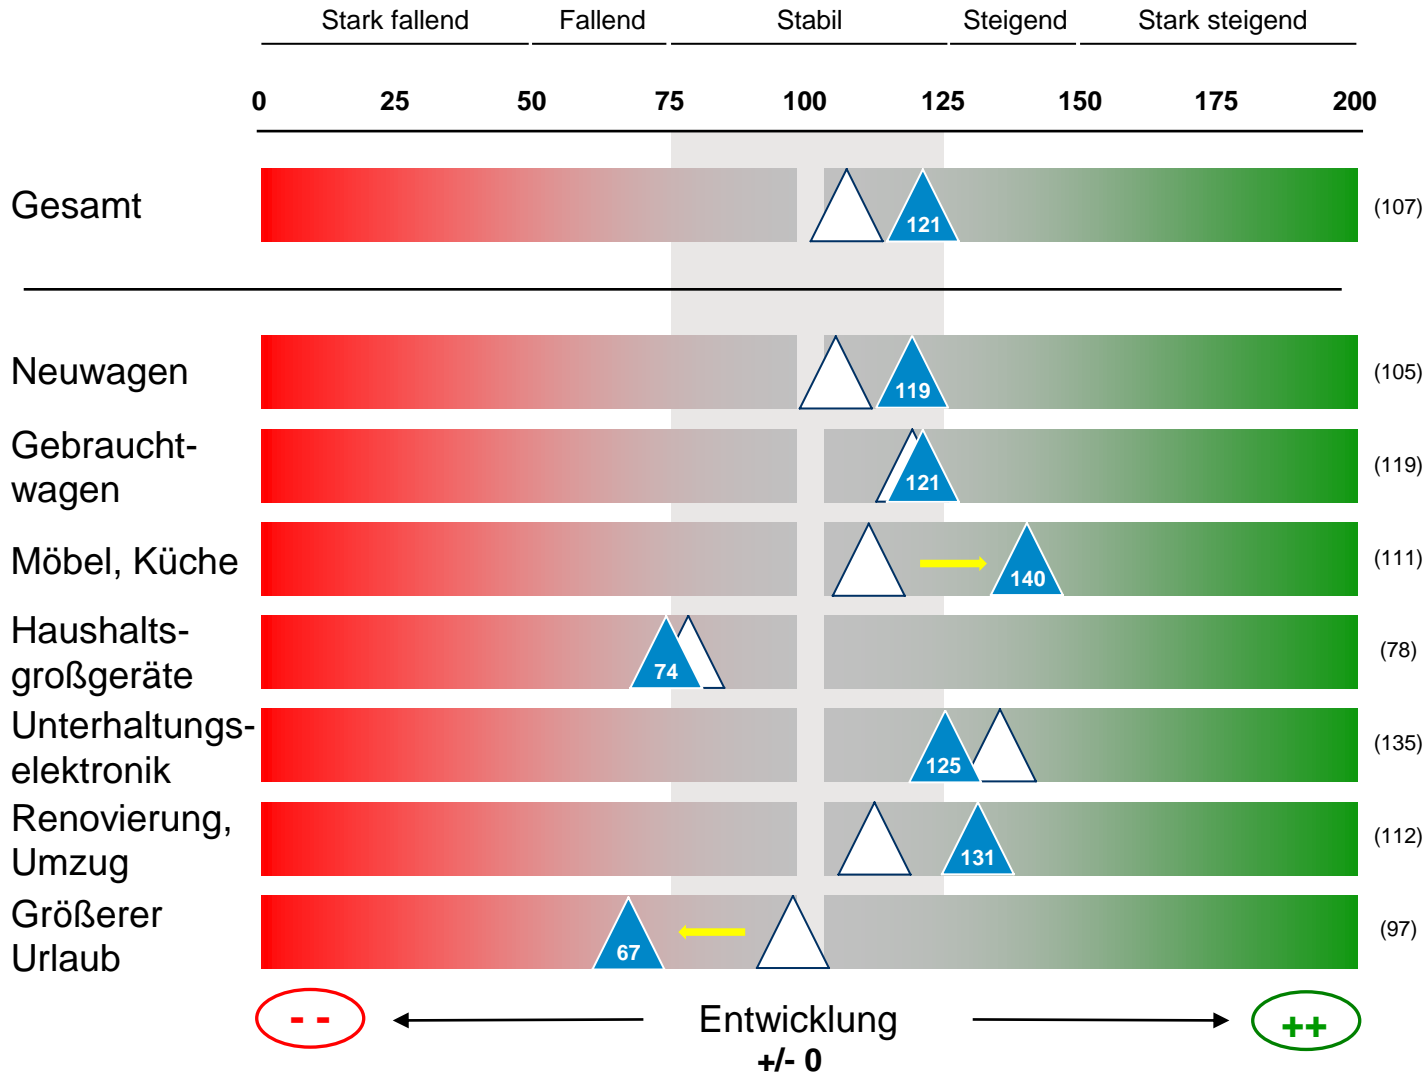 Stark fallend Fallend Stabil Steigend Stark steigend
0 25 50 75 100 125 150 175 200
Gesamt 121 (107)
Neuwagen 119 (105)
Gebraucht-
wagen 121 (119)
Möbel, Küche 140 (111)
Haushalts-
großgeräte 74 (78)
Unterhaltungs-
elektronik 125 (135)
Renovierung,
Umzug 131 (112)
Größerer
Urlaub 67 (97)
- - Entwicklung ++
+/- 0